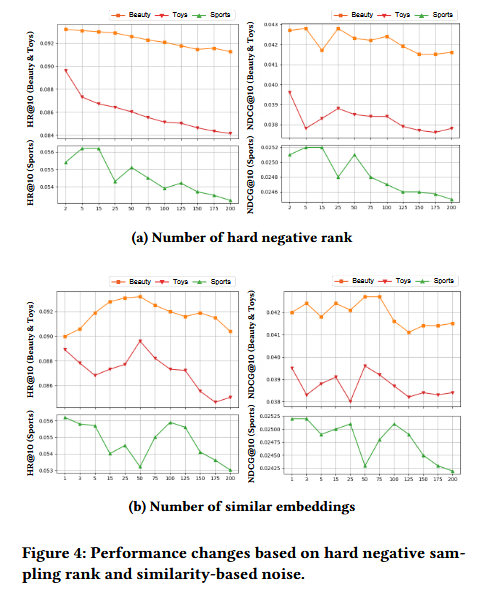 Beauty Toys Sports
HR@10 (Beauty & Toys)
0.092
0.090
0.088
0.086
0.084
HR@10 (Sports)
0.056
0.055
0.054
2 5 15 25 50 75 100 125 150 175 200
Beauty Toys Sports
NDCG@10 (Beauty & Toys)
0.043
0.042
0.041
0.040
0.039
0.038
NDCG@10 (Sports)
0.0252
0.0250
0.0248
0.0246
2 5 15 25 50 75 100 125 150 175 200
(a) Number of hard negative rank
Beauty Toys Sports
HR@10 (Beauty & Toys)
0.092
0.090
0.088
0.086
HR@10 (Sports)
0.056
0.055
0.054
0.053
1 3 5 15 25 50 75 100 125 150 175 200
Beauty Toys Sports
NDCG@10 (Beauty & Toys)
0.042
0.041
0.040
0.039
0.038
NDCG@10 (Sports)
0.02525
0.02500
0.02475
0.02450
0.02425
1 3 5 15 25 50 75 100 125 150 175 200
(b) Number of similar embeddings
Figure 4: Performance changes based on hard negative sam-
pling rank and similarity-based noise.